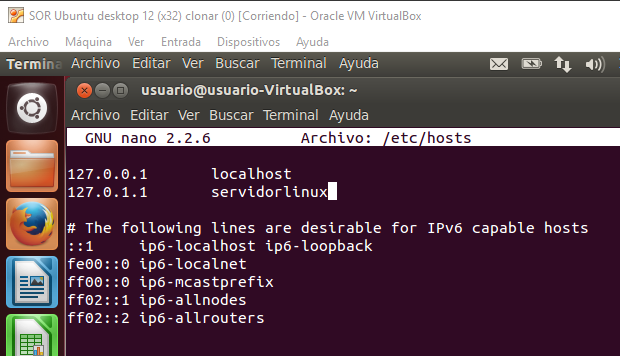 SOR Ubuntu desktop 12 (x32) clonar (0) [Corriendo] - Oracle VM VirtualBox
Archivo Máquina Ver Entrada Dispositivos Ayuda
Termina Archivo Editar Ver Buscar Terminal Ayuda
usuario@usuario-VirtualBox: ~
Archivo Editar Ver Buscar Terminal Ayuda
GNU nano 2.2.6 Archivo: /etc/hosts
127.0.0.1 localhost
127.0.1.1 servidorlinux
# The following lines are desirable for IPv6 capable hosts
::1 ip6-localhost ip6-loopback
fe00::0 ip6-localnet
ff00::0 ip6-mcastprefix
ff02::1 ip6-allnodes
ff02::2 ip6-allrouters